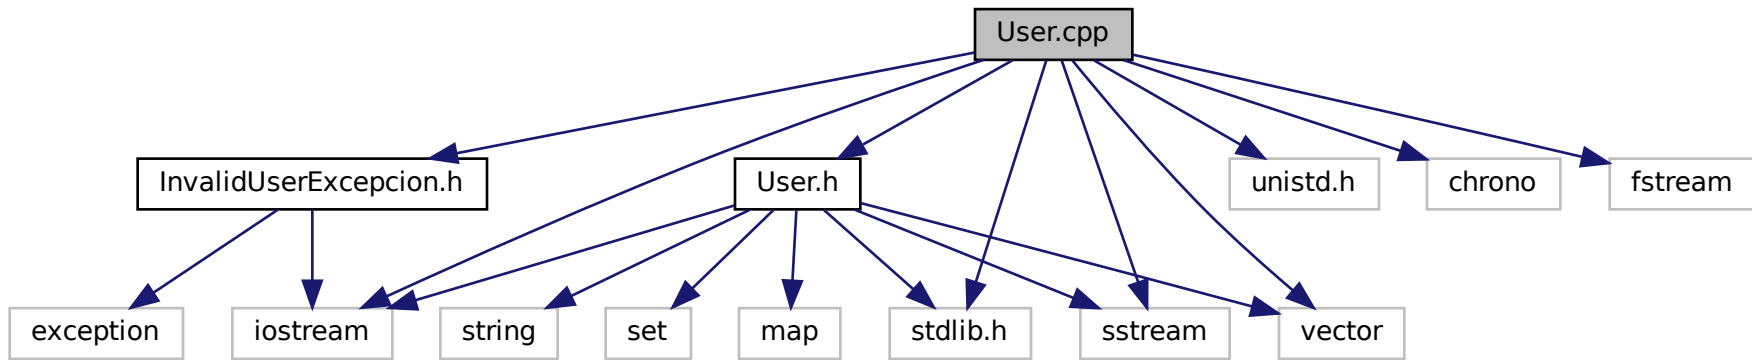 User.cpp
InvalidUserExcepcion.h
User.h
unistd.h
chrono
fstream
exception
iostream
string
set
map
stdlib.h
sstream
vector